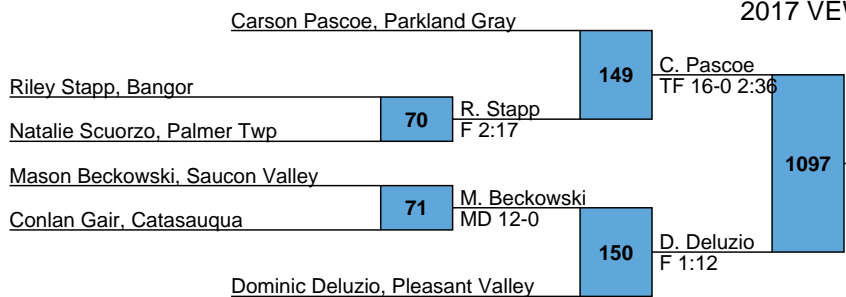 2017 VEW
Carson Pascoe, Parkland Gray
149
C. Pascoe
TF 16-0 2:36
Riley Stapp, Bangor
70
R. Stapp
F 2:17
Natalie Scuorzo, Palmer Twp
1097
Mason Beckowski, Saucon Valley
71
M. Beckowski
MD 12-0
Conlan Gair, Catasauqua
150
D. Deluzio
F 1:12
Dominic Deluzio, Pleasant Valley